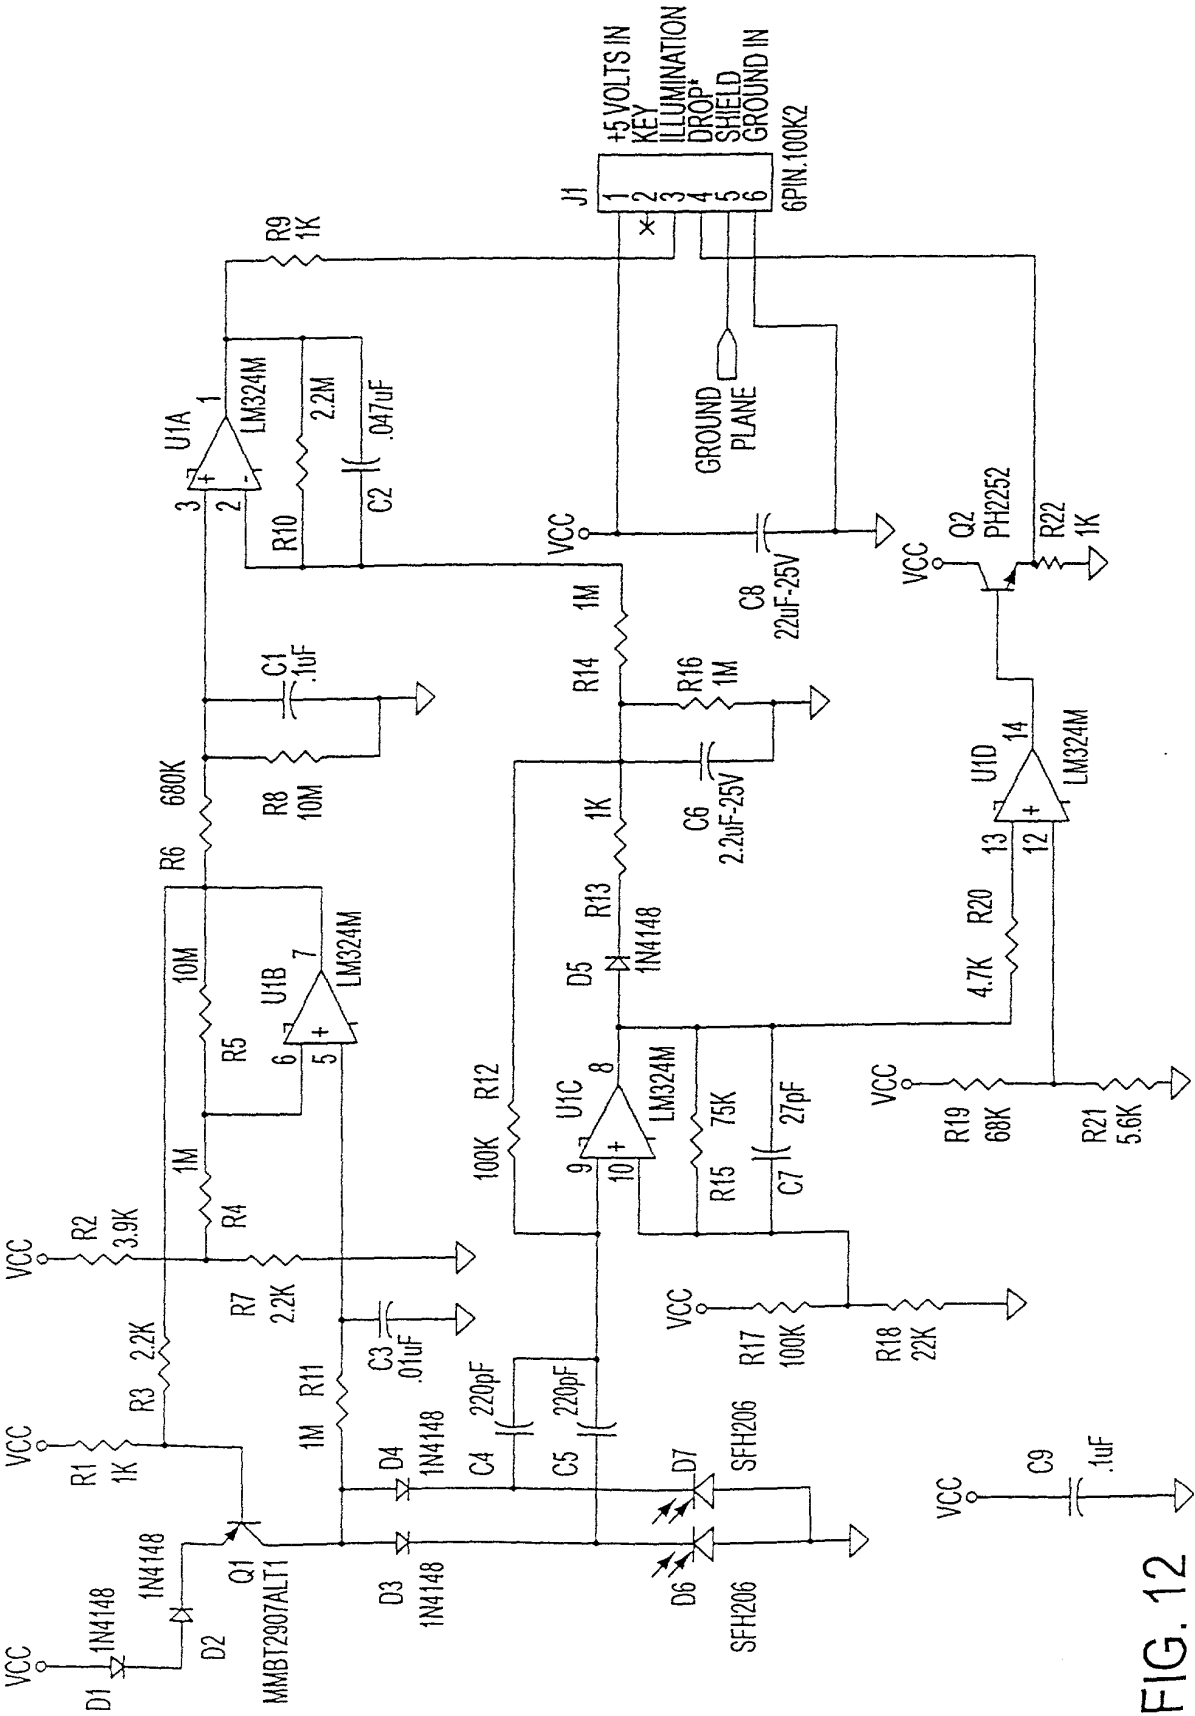 VCC
D1
1N4148
1N4148
D2
VCC
R1
1K
Q1
MMBT2907ALT1
R3
2.2K
VCC
R2
3.9K
R4
1M
R7
2.2K
R5
10M
6
5
U1B
7
LM324M
R11
1M
C3
.01uF
D4
1N4148
D3
1N4148
C4
220pF
C5
220pF
D7
SFH206
D6
SFH206
R6
680K
R8
10M
C1
.1uF
3
2
U1A
1
LM324M
R10
2.2M
C2
.047uF
R9
1K
J1
1
2
3
4
5
6
+5 VOLTS IN
KEY
ILLUMINATION
DROP*
SHIELD
GROUND IN
6PIN.100K2
R12
100K
9
10
U1C
8
LM324M
R15
75K
C7
27pF
VCC
R17
100K
R18
22K
D5
1N4148
R13
1K
C6
2.2uF-25V
R14
1M
R16
1M
VCC
C8
22uF-25V
GROUND
PLANE
VCC
R19
68K
R21
5.6K
R20
4.7K
13
12
U1D
14
LM324M
VCC
Q2
PH2252
R22
1K
VCC
C9
.1uF
FIG. 12